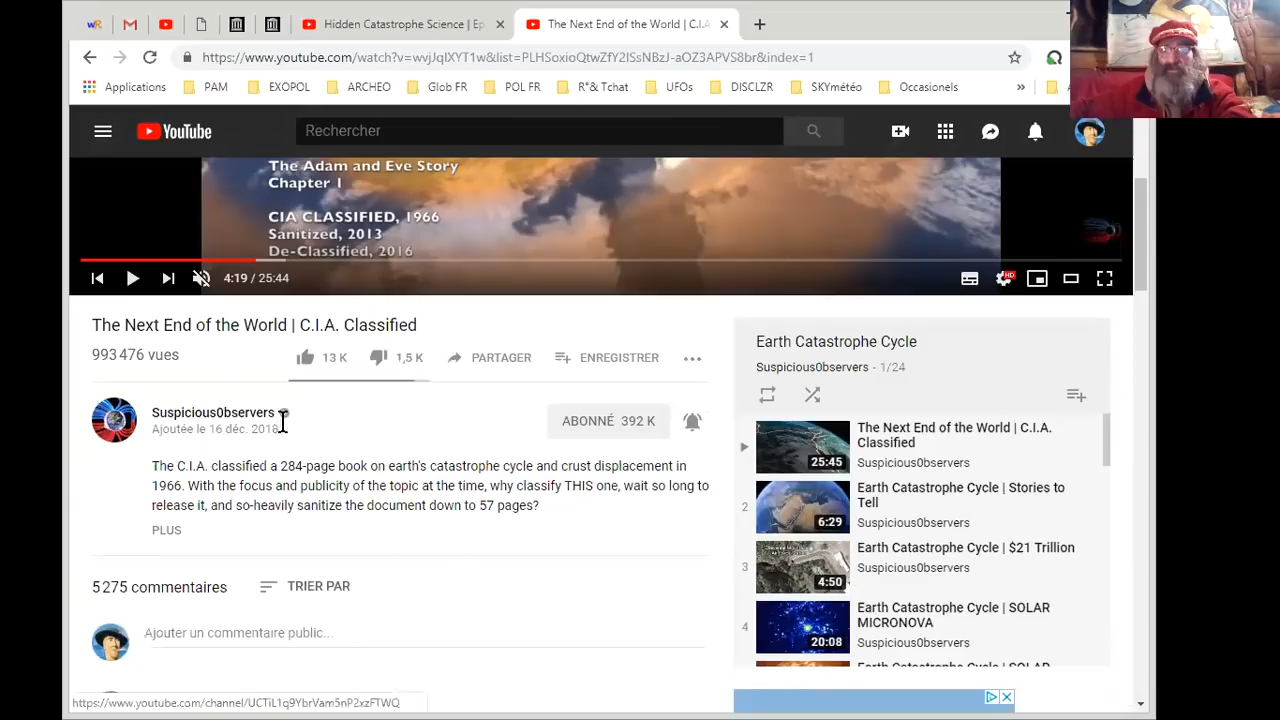 Hidden Catastrophe Science | Ep
The Next End of the World | C.I.A.
https://www.youtube.com/watch?v=wvjJqIXYI1w&list=PLHSoxioQtwZfY2ISsNBzJ-aOZ3APVS8br&index=1
Applications PAM EXOPOL ARCHEO Glob FR POL FR R*& Tchat UFOs DISCLZR SKYmétéo Occasionels »
YouTube
Rechercher
The Adam and Eve Story
Chapter 1
CIA CLASSIFIED, 1966
Sanitized, 2013
De-Classified, 2016
4:19 / 25:44
HD
The Next End of the World | C.I.A. Classified
993 476 vues
13 K 1,5 K PARTAGER ENREGISTRER
Suspicious0bservers
Ajoutée le 16 déc. 2018
ABONNÉ 392 K
The C.I.A. classified a 284-page book on earth's catastrophe cycle and crust displacement in
1966. With the focus and publicity of the topic at the time, why classify THIS one, wait so long to
release it, and so-heavily sanitize the document down to 57 pages?
PLUS
5 275 commentaires TRIER PAR
Ajouter un commentaire public...
Earth Catastrophe Cycle
Suspicious0bservers - 1/24
25:45
The Next End of the World | C.I.A.
Classified
Suspicious0bservers
2
6:29
Earth Catastrophe Cycle | Stories to
Tell
Suspicious0bservers
3
4:50
Earth Catastrophe Cycle | $21 Trillion
Suspicious0bservers
4
20:08
Earth Catastrophe Cycle | SOLAR
MICRONOVA
Suspicious0bservers
Earth Catastrophe Cycle | SOLAR